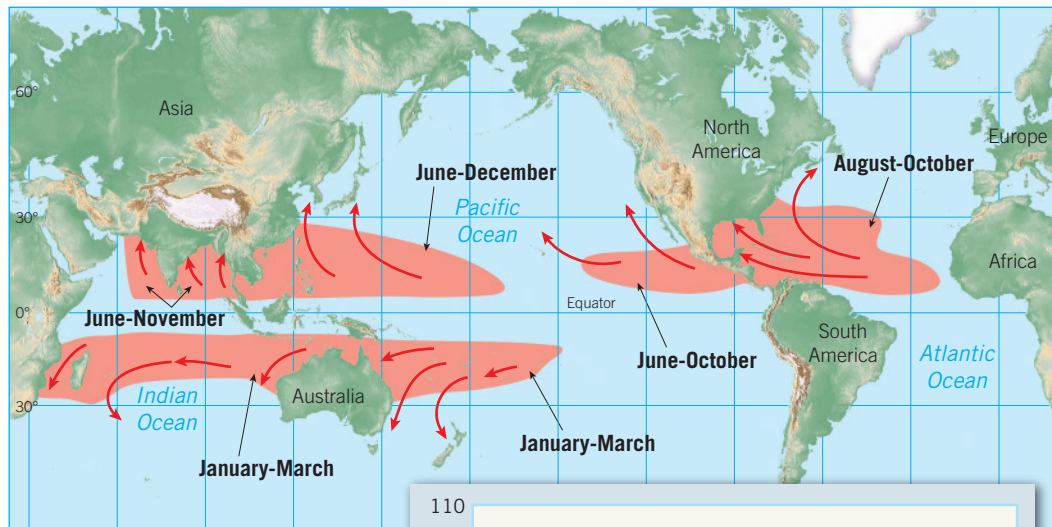 60°
Asia
North
America
Europe
June-December
August-October
Pacific
Ocean
30°
Africa
0°
Equator
June-November
South
America
June-October
Atlantic
Ocean
Indian
Ocean
Australia
30°
January-March
January-March
110